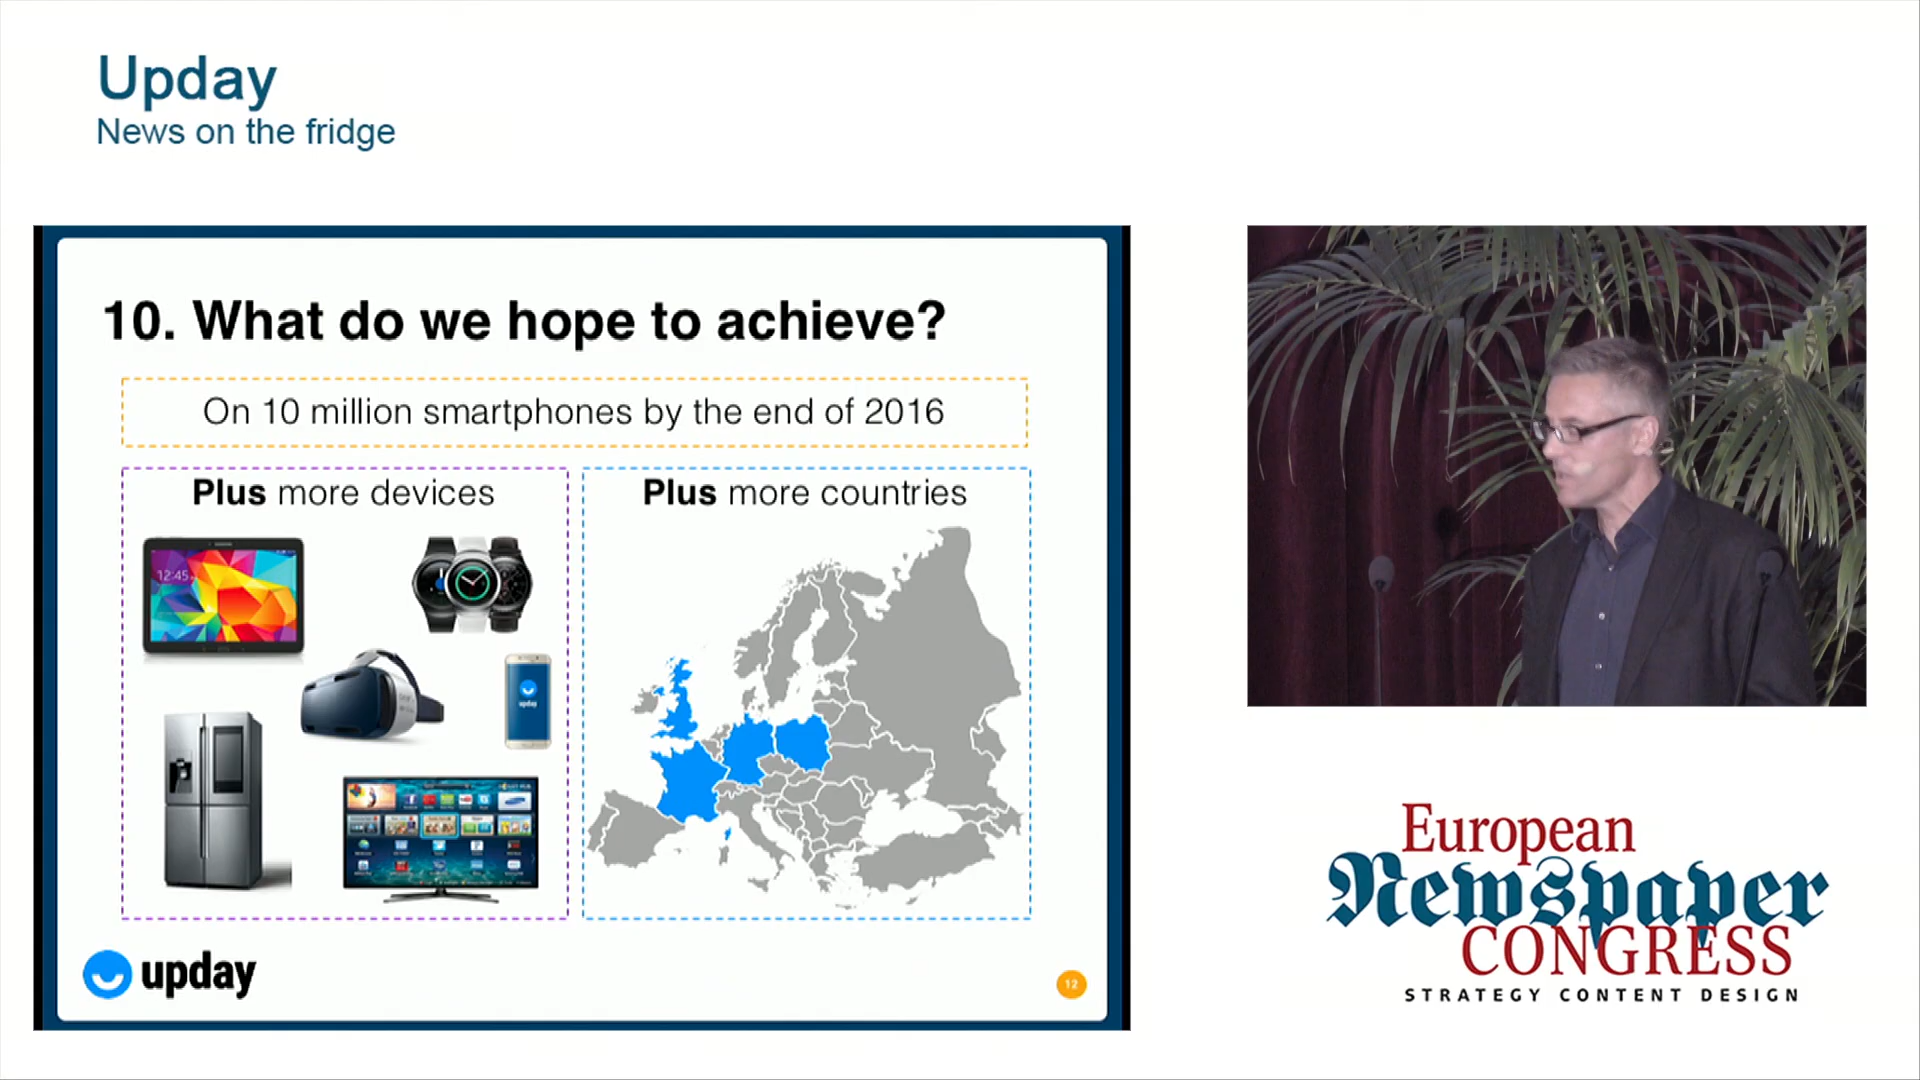 Upday
News on the fridge
10. What do we hope to achieve?
On 10 million smartphones by the end of 2016
Plus more devices
Plus more countries
12:45
upday
upday
12
European
Newspaper
CONGRESS
STRATEGY CONTENT DESIGN